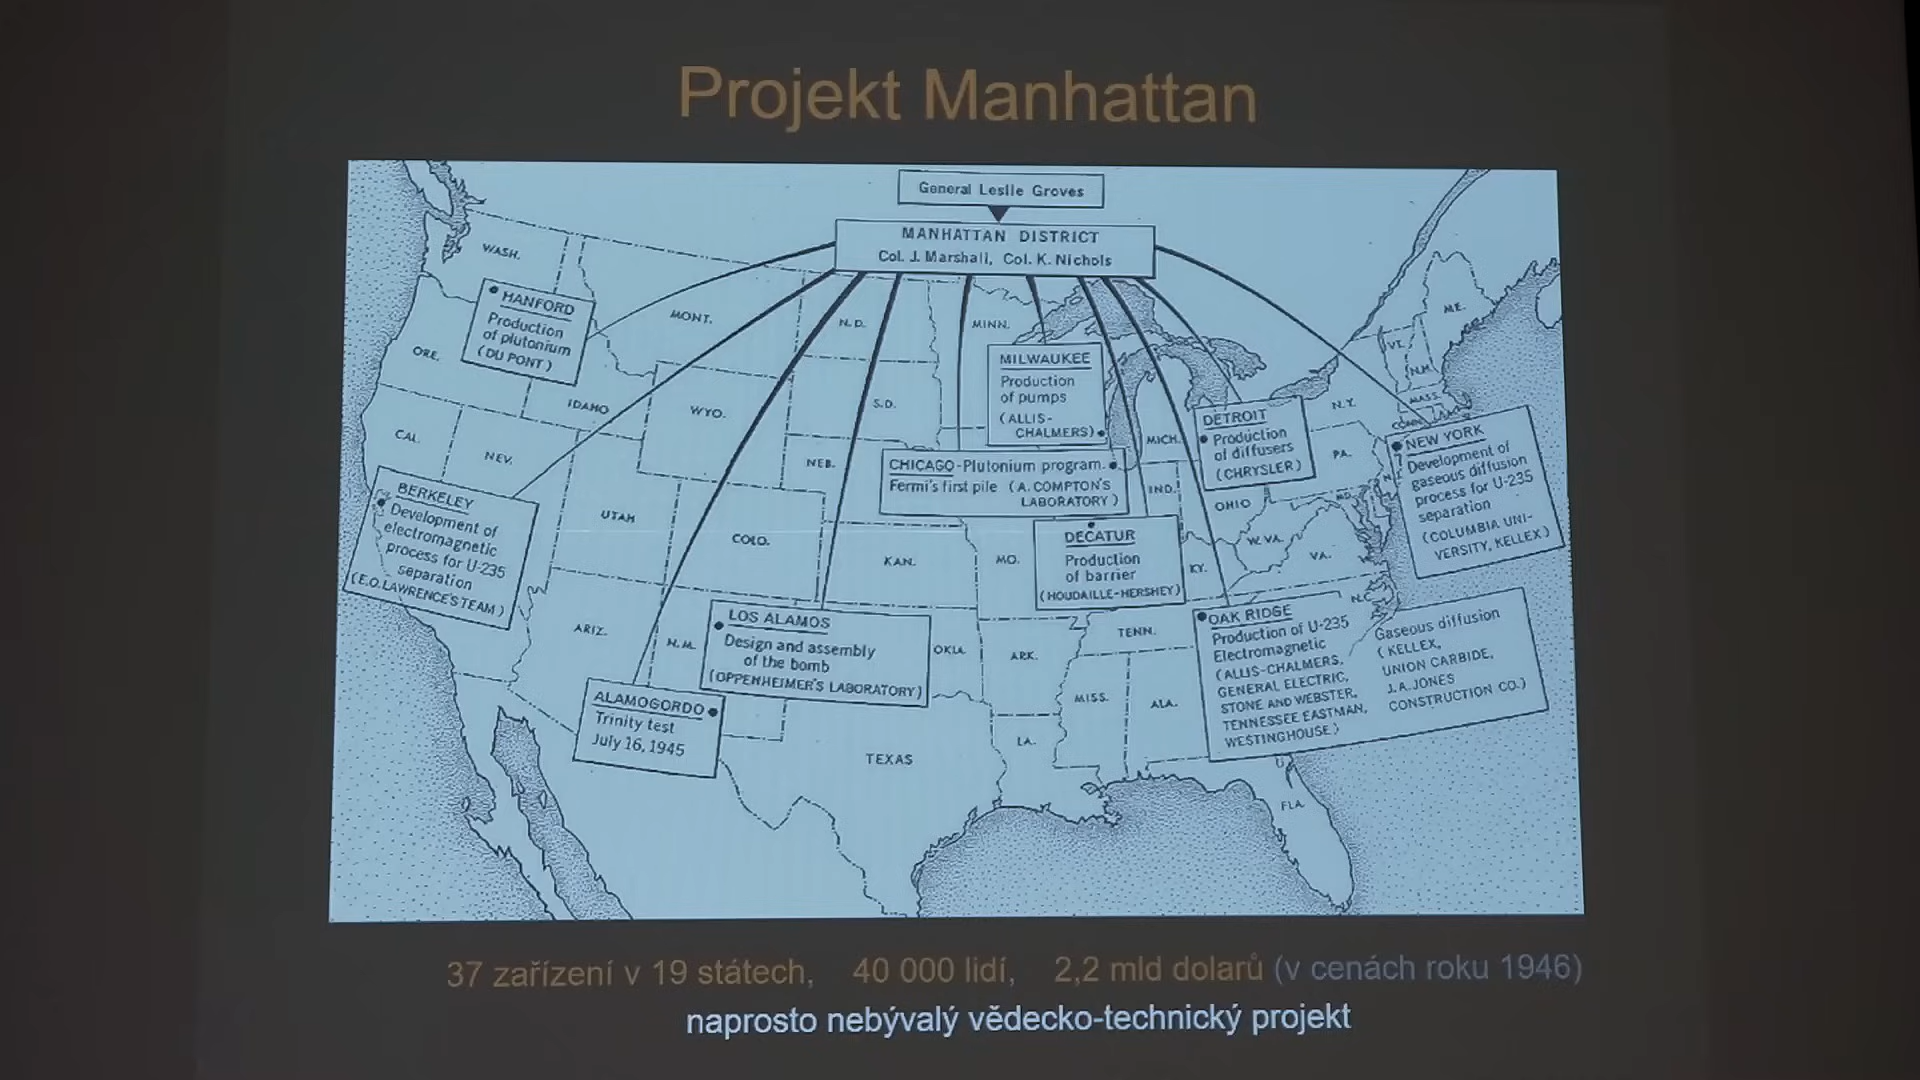 Projekt Manhattan
General Leslie Groves
MANHATTAN DISTRICT
Col. J. Marshall, Col. K. Nichols
WASH.
HANFORD
Production
of plutonium
(DU PONT)
MONT.
N.D.
MINN.
ME.
ORE.
IDAHO
WYO.
S.D.
MILWAUKEE
Production
of pumps
(ALLIS-
CHALMERS)
MICH.
DETROIT
Production
of diffusers
(CHRYSLER)
N.Y.
VT.
N.H.
MASS.
CONN.
PA.
NEW YORK
Development of
gaseous diffusion
process for U-235
separation
(COLUMBIA UNI-
VERSITY, KELLEX)
CAL.
NEV.
NEB.
CHICAGO-Plutonium program.
Fermi's first pile (A. COMPTON'S
LABORATORY)
IND.
OHIO
MD.
BERKELEY
Development of
electromagnetic
process for U-235
separation
(E.O. LAWRENCE'S TEAM)
UTAH
COLO.
KAN.
MO.
DECATUR
Production
of barrier
(HOUDAILLE-HERSHEY)
KY.
W.VA.
VA.
N.C.
ARIZ.
N.M.
LOS ALAMOS
Design and assembly
of the bomb
(OPPENHEIMER'S LABORATORY)
OKLA.
ARK.
TENN.
OAK RIDGE
Production of U-235
Electromagnetic
(ALLIS-CHALMERS,
GENERAL ELECTRIC,
STONE AND WEBSTER,
TENNESSEE EASTMAN,
WESTINGHOUSE)
Gaseous diffusion
(KELLEX,
UNION CARBIDE,
J.A. JONES
CONSTRUCTION CO.)
ALAMOGORDO
Trinity test
July 16, 1945
TEXAS
LA.
MISS.
ALA.
FLA.
37 zařízení v 19 státech, 40 000 lidí, 2,2 mld dolarů (v cenách roku 1946)
naprosto nebývalý vědecko-technický projekt